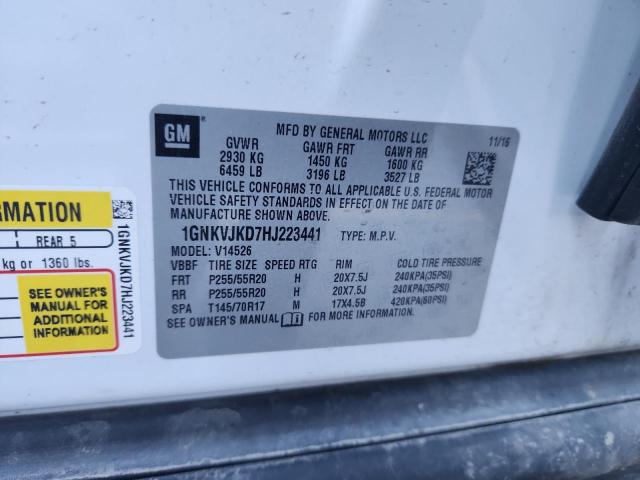 GM
MFD BY GENERAL MOTORS LLC
11/16
GVWR GAWR FRT GAWR RR
2930 KG 1450 KG 1600 KG
6459 LB 3196 LB 3527 LB
THIS VEHICLE CONFORMS TO ALL APPLICABLE U.S. FEDERAL MOTOR
VEHICLE SAFETY STANDARDS IN EFFECT ON THE DATE OF
MANUFACTURE SHOWN ABOVE.
1GNKVJKD7HJ223441 TYPE: M.P.V.
V14526
VBBF TIRE SIZE SPEED RTG RIM COLD TIRE PRESSURE
FRT P255/55R20 H 20X7.5J 240KPA(35PSI)
RR P255/55R20 H 20X7.5J 240KPA(35PSI)
SPA T145/70R17 M 17X4.5B 420KPA(60PSI)
SEE OWNER'S MANUAL FOR MORE INFORMATION.
INFORMATION
REAR 5
kg or 1360 lbs.
SEE OWNER'S
MANUAL FOR
ADDITIONAL
INFORMATION
1GNKVJKD7HJ223441